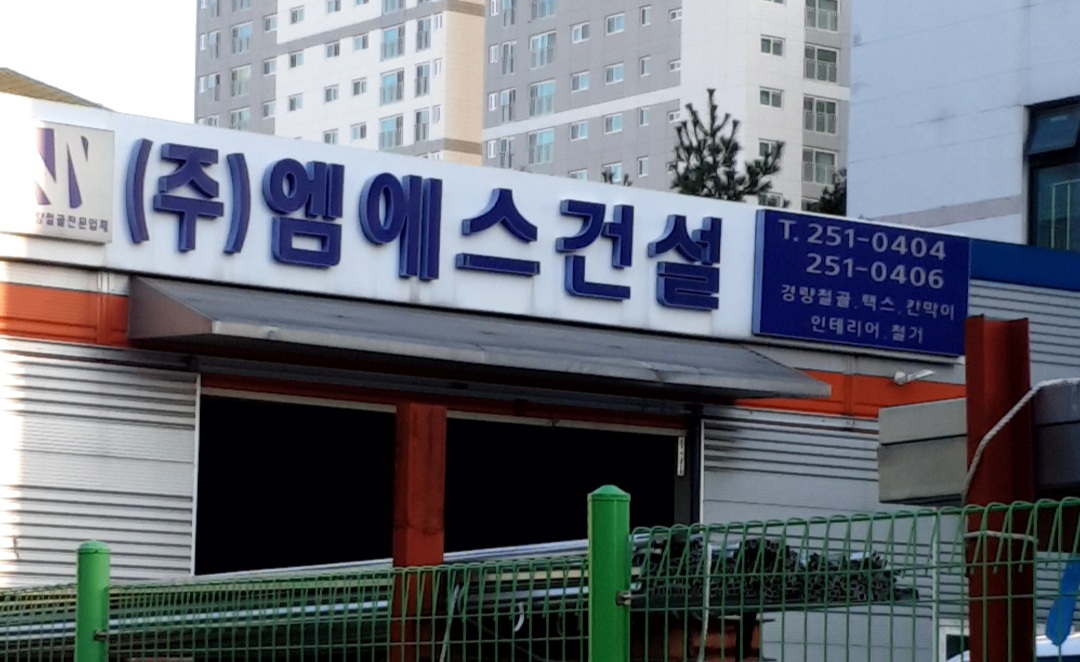 (주)엠에스건설
T. 251-0404
251-0406
경량철골.텍스.칸막이
인테리어.철거